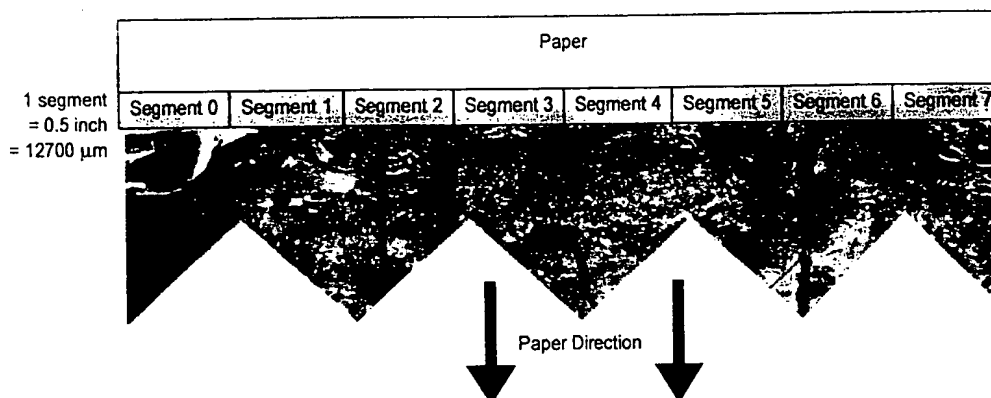 Paper
1 segment
= 0.5 inch
= 12700 µm
Segment 0 Segment 1 Segment 2 Segment 3 Segment 4 Segment 5 Segment 6 Segment 7
Paper Direction